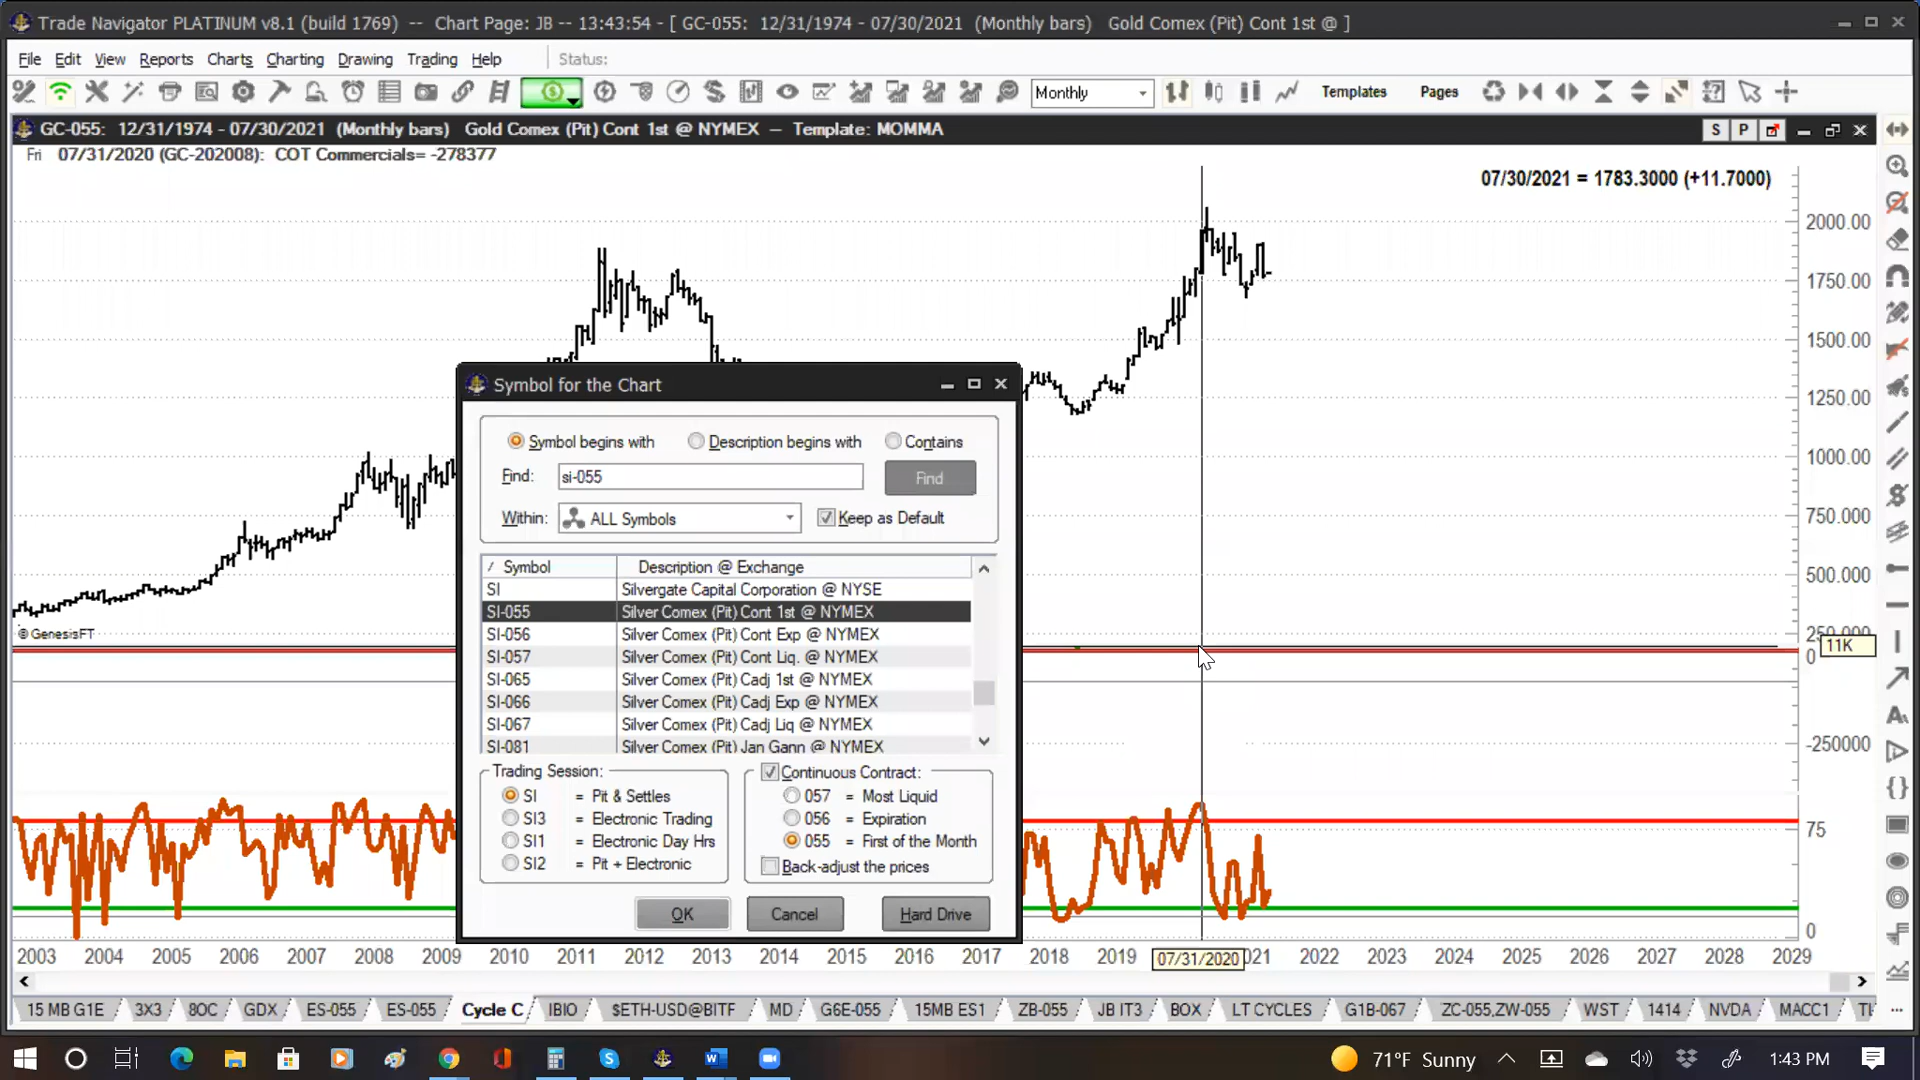 Trade Navigator PLATINUM v8.1 (build 1769) -- Chart Page: JB -- 13:43:54 - [ GC-055: 12/31/1974 - 07/30/2021 (Monthly bars) Gold Comex (Pit) Cont 1st @ ]
File Edit View Reports Charts Charting Drawing Trading Help Status:
Monthly Templates Pages
GC-055: 12/31/1974 - 07/30/2021 (Monthly bars) Gold Comex (Pit) Cont 1st @ NYMEX – Template: MOMMA S P
Fri 07/31/2020 (GC-202008): COT Commercials= -278377
07/30/2021 = 1783.3000 (+11.7000)
2000.00
1750.00
1500.00
1250.00
1000.00
750.000
500.000
250.000
11K
0
-250000
75
0
© GenesisFT
Symbol for the Chart
Symbol begins with Description begins with Contains
Find: si-055 Find
Within: ALL Symbols Keep as Default
/ Symbol Description @ Exchange
SI Silvergate Capital Corporation @ NYSE
SI-055 Silver Comex (Pit) Cont 1st @ NYMEX
SI-056 Silver Comex (Pit) Cont Exp @ NYMEX
SI-057 Silver Comex (Pit) Cont Liq. @ NYMEX
SI-065 Silver Comex (Pit) Cadj 1st @ NYMEX
SI-066 Silver Comex (Pit) Cadj Exp @ NYMEX
SI-067 Silver Comex (Pit) Cadj Liq @ NYMEX
SI-081 Silver Comex (Pit) Jan Gann @ NYMEX
Trading Session: Continuous Contract:
SI = Pit & Settles 057 = Most Liquid
SI3 = Electronic Trading 056 = Expiration
SI1 = Electronic Day Hrs 055 = First of the Month
SI2 = Pit + Electronic Back-adjust the prices
OK Cancel Hard Drive
2003 2004 2005 2006 2007 2008 2009 2010 2011 2012 2013 2014 2015 2016 2017 2018 2019 07/31/2020 021 2022 2023 2024 2025 2026 2027 2028 2029
15 MB G1E 3X3 8OC GDX ES-055 ES-055 Cycle C IBIO $ETH-USD@BITF MD G6E-055 15MB ES1 ZB-055 JB IT3 BOX LT CYCLES G1B-067 ZC-055,ZW-055 WST 1414 NVDA MACC1
71°F Sunny 1:43 PM